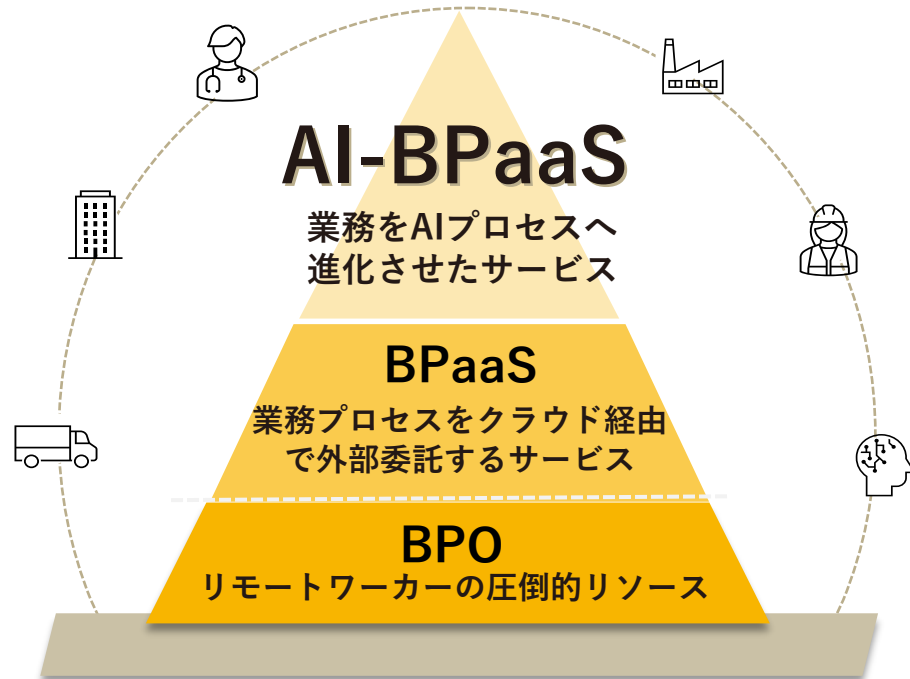 AI-BPaaS
業務をAIプロセスへ
進化させたサービス
BPaaS
業務プロセスをクラウド経由
で外部委託するサービス
BPO
リモートワーカーの圧倒的リソース